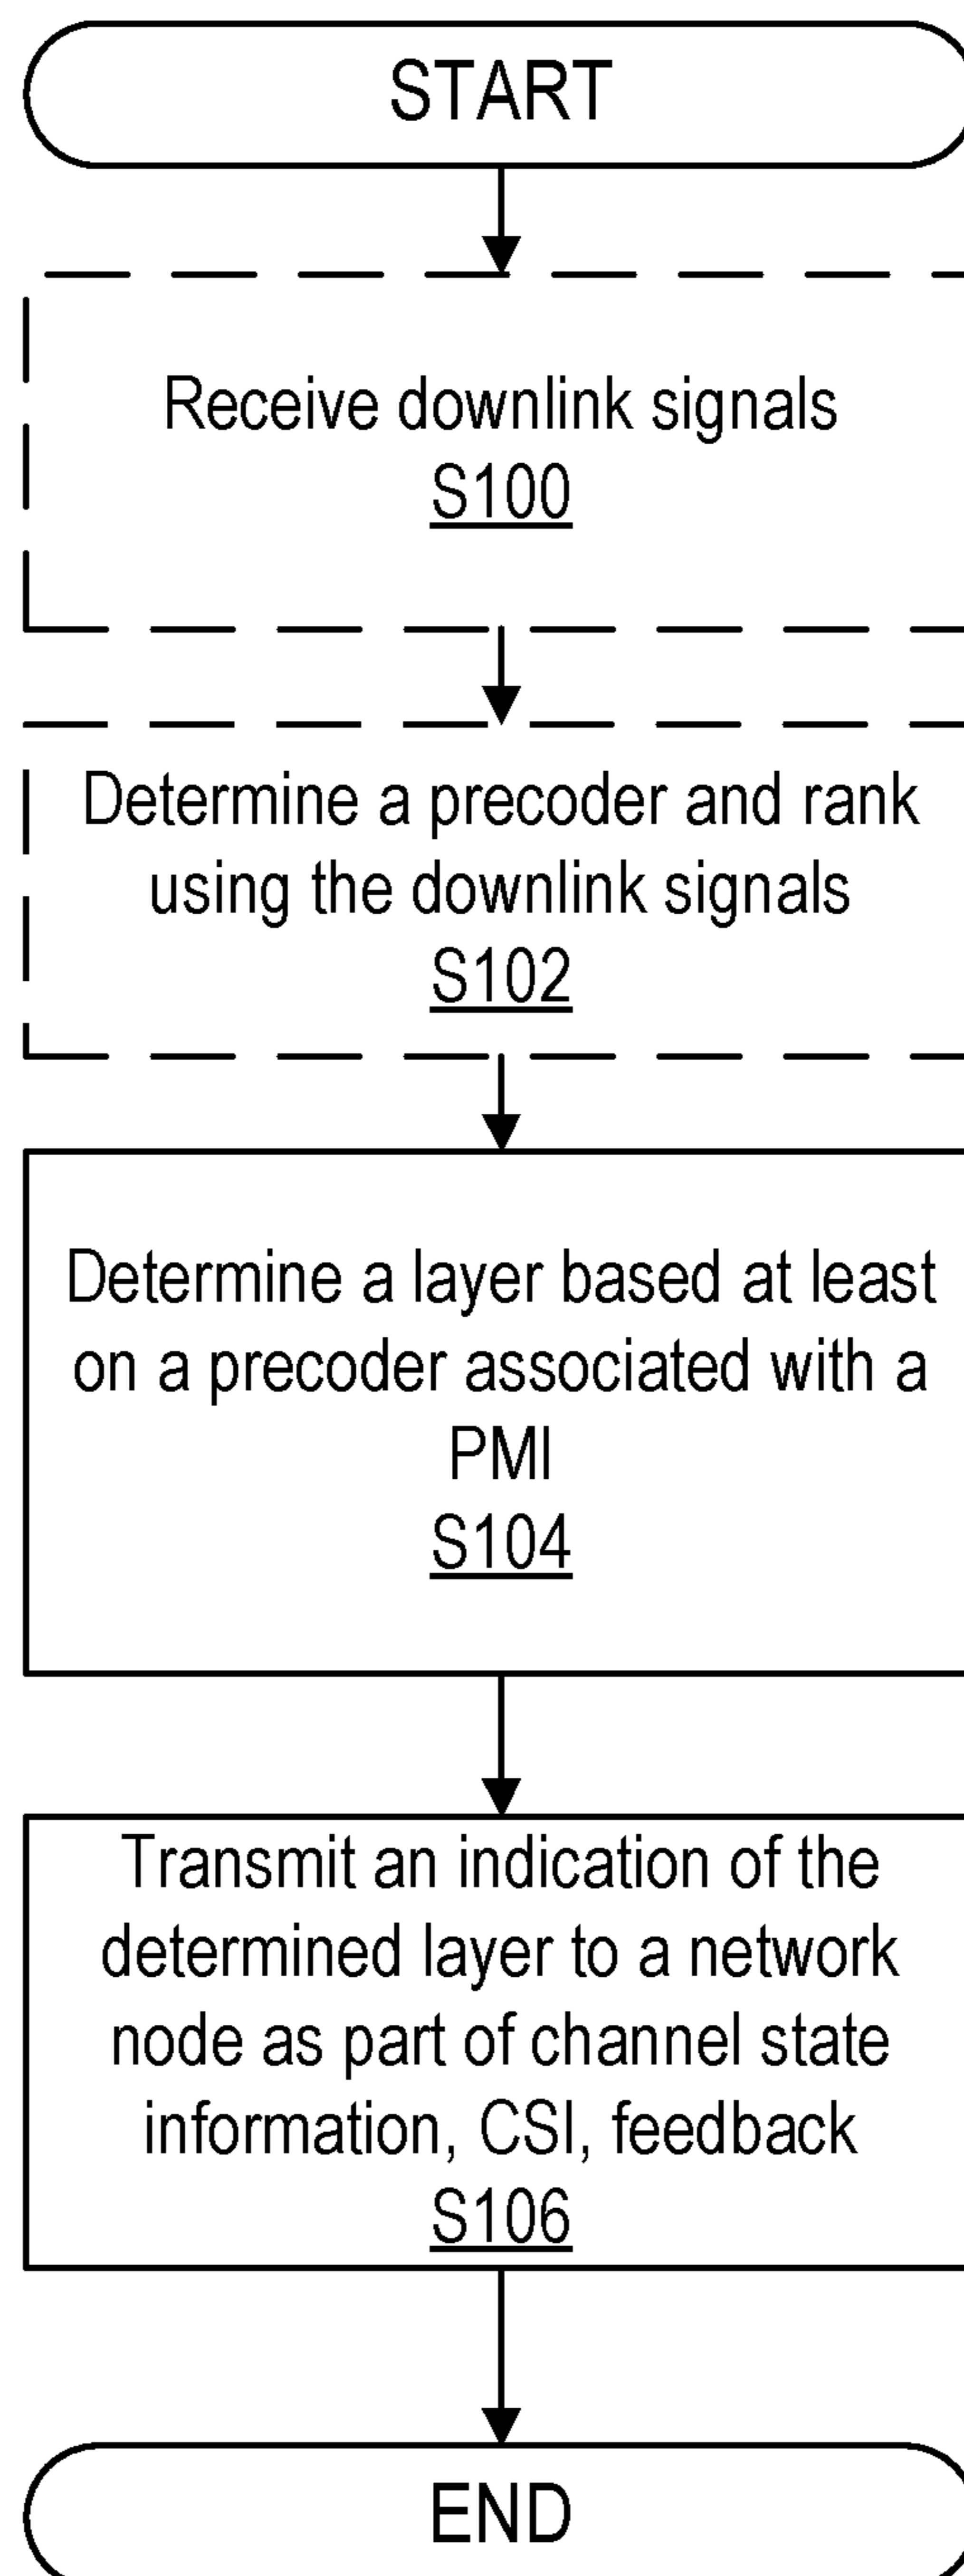 START
Receive downlink signals
S100
Determine a precoder and rank
using the downlink signals
S102
Determine a layer based at least
on a precoder associated with a
PMI
S104
Transmit an indication of the
determined layer to a network
node as part of channel state
information, CSI, feedback
S106
END